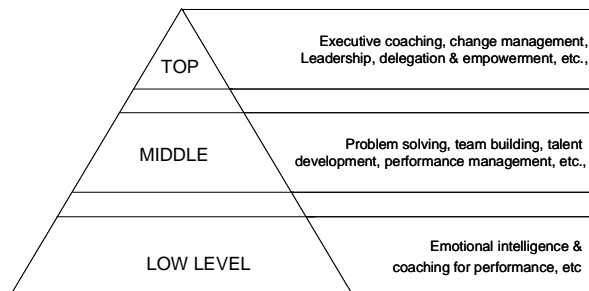 TOP
Executive coaching, change management,
Leadership, delegation & empowerment, etc.,
MIDDLE
Problem solving, team building, talent
development, performance management, etc.,
LOW LEVEL
Emotional intelligence &
coaching for performance, etc